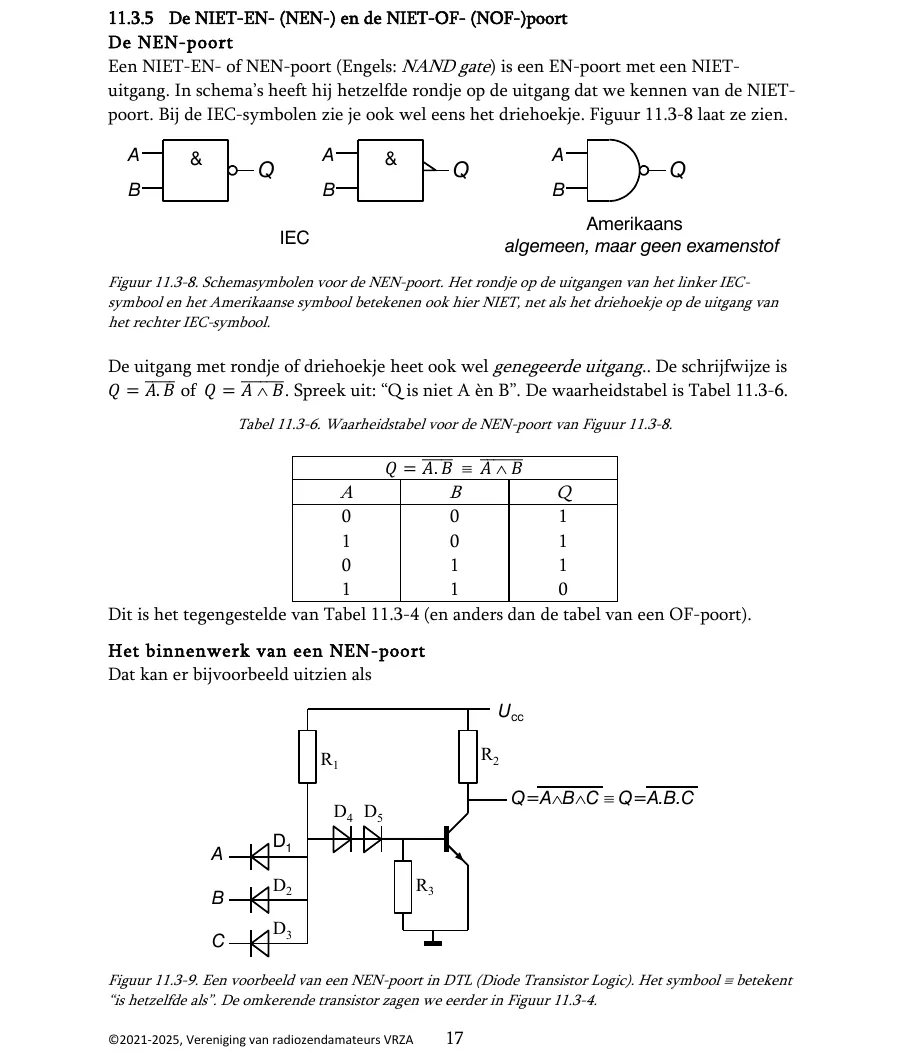 11.3.5 De NIET-EN- (NEN-) en de NIET-OF- (NOF-)poort
De NEN-poort
Een NIET-EN- of NEN-poort (Engels: NAND gate) is een EN-poort met een NIET-
uitgang. In schema's heeft hij hetzelfde rondje op de uitgang dat we kennen van de NIET-
poort. Bij de IEC-symbolen zie je ook wel eens het driehoekje. Figuur 11.3-8 laat ze zien.
A & Q A & Q A Q
B B B
IEC
Amerikaans
algemeen, maar geen examenstof
Figuur 11.3-8. Schemasymbolen voor de NEN-poort. Het rondje op de uitgangen van het linker IEC-
symbool en het Amerikaanse symbool betekenen ook hier NIET, net als het driehoekje op de uitgang van
het rechter IEC-symbool.
De uitgang met rondje of driehoekje heet ook wel genegeerde uitgang.. De schrijfwijze is
Q = A̅.̅B̅ of Q = A̅ ̅∧̅ ̅B̅. Spreek uit: “Q is niet A èn B”. De waarheidstabel is Tabel 11.3-6.
Tabel 11.3-6. Waarheidstabel voor de NEN-poort van Figuur 11.3-8.
Q = A̅.̅B̅ ≡ A̅ ̅∧̅ ̅B̅
A B Q
0 0 1
1 0 1
0 1 1
1 1 0
Dit is het tegengestelde van Tabel 11.3-4 (en anders dan de tabel van een OF-poort).
Het binnenwerk van een NEN-poort
Dat kan er bijvoorbeeld uitzien als
Ucc
R1 R2
Q=A̅∧̅B̅∧̅C̅ ≡ Q=A̅.̅B̅.̅C̅
D4 D5
A D1
B D2 R3
C D3
Figuur 11.3-9. Een voorbeeld van een NEN-poort in DTL (Diode Transistor Logic). Het symbool ≡ betekent
“is hetzelfde als”. De omkerende transistor zagen we eerder in Figuur 11.3-4.
©2021-2025, Vereniging van radiozendamateurs VRZA 17